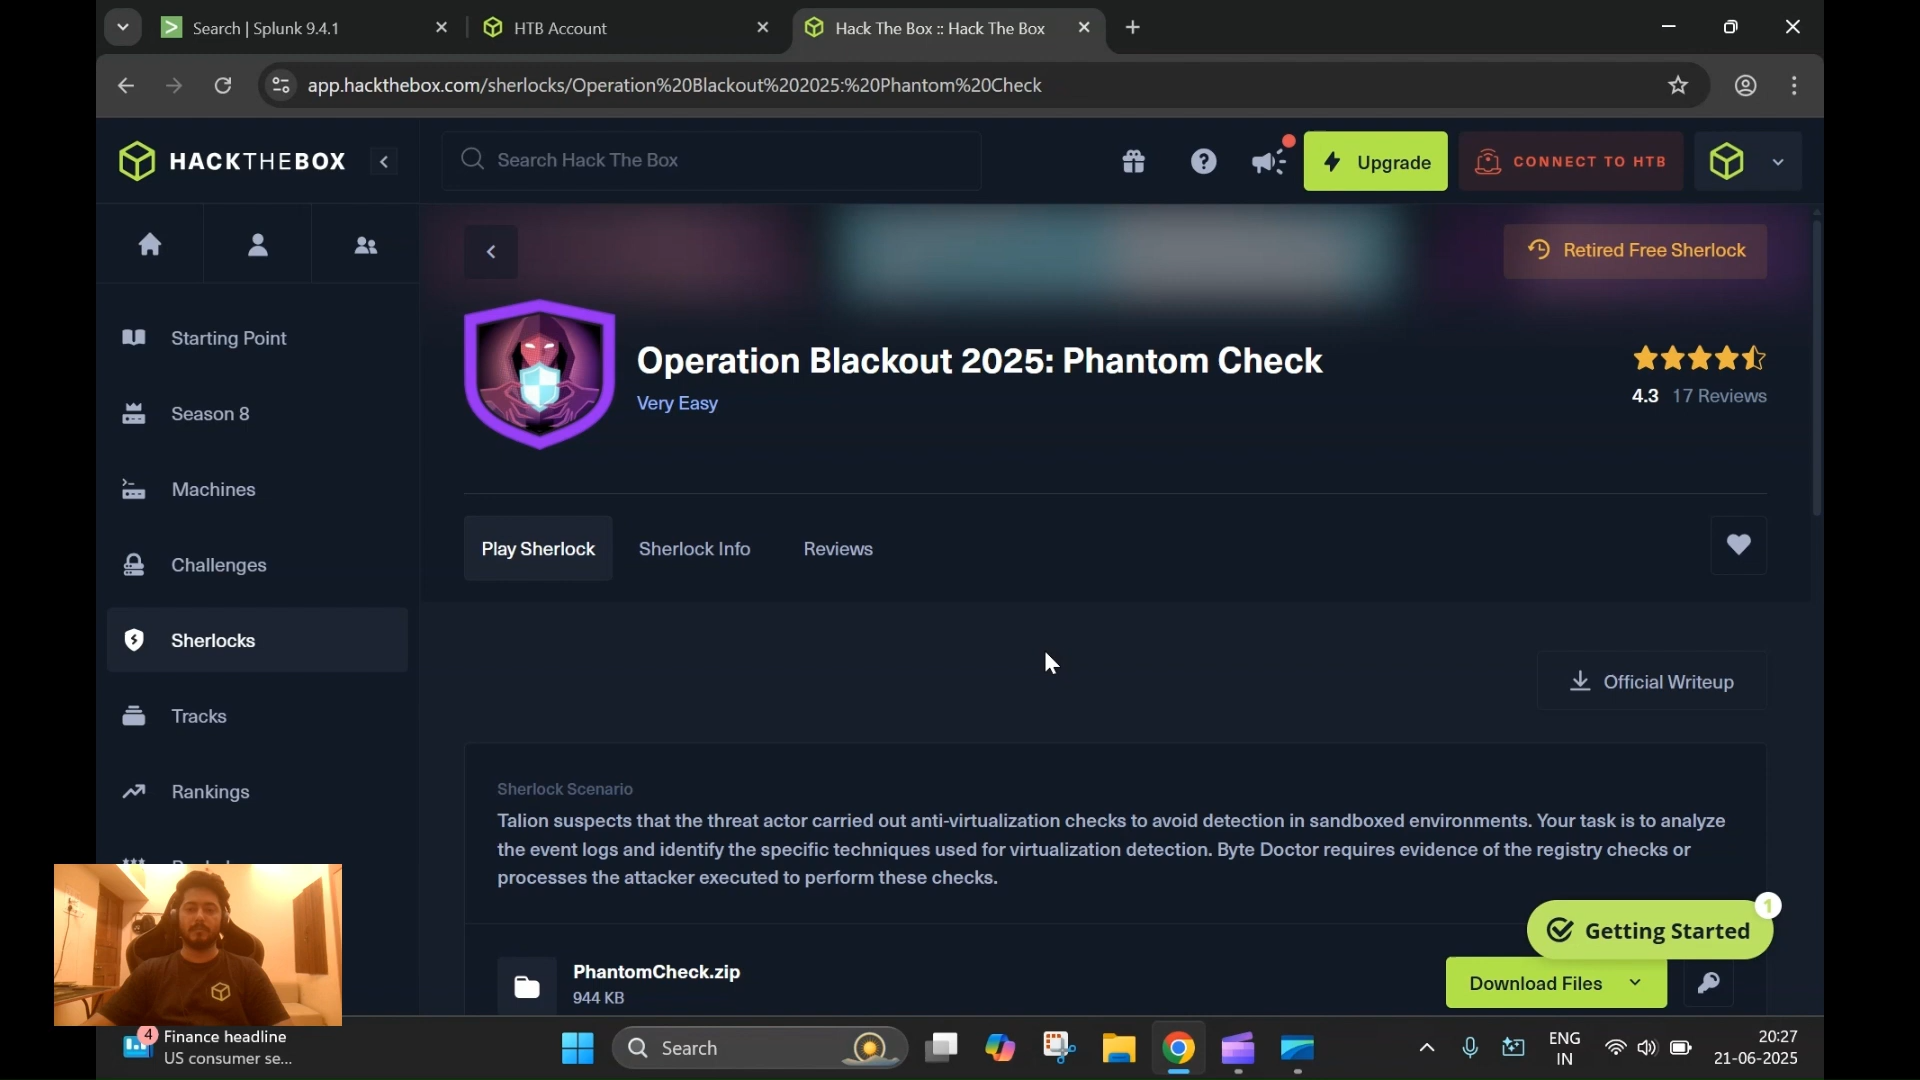 Search | Splunk 9.4.1
HTB Account
Hack The Box :: Hack The Box
app.hackthebox.com/sherlocks/Operation%20Blackout%202025:%20Phantom%20Check
HACKTHEBOX
Search Hack The Box
Upgrade
CONNECT TO HTB
Retired Free Sherlock
Starting Point
Season 8
Machines
Challenges
Sherlocks
Tracks
Rankings
Operation Blackout 2025: Phantom Check
Very Easy
4.3 17 Reviews
Play Sherlock
Sherlock Info
Reviews
Official Writeup
Sherlock Scenario
Talion suspects that the threat actor carried out anti-virtualization checks to avoid detection in sandboxed environments. Your task is to analyze
the event logs and identify the specific techniques used for virtualization detection. Byte Doctor requires evidence of the registry checks or
processes the attacker executed to perform these checks.
1
Getting Started
PhantomCheck.zip
944 KB
Download Files
4
Finance headline
US consumer se...
Search
ENG
IN
20:27
21-06-2025